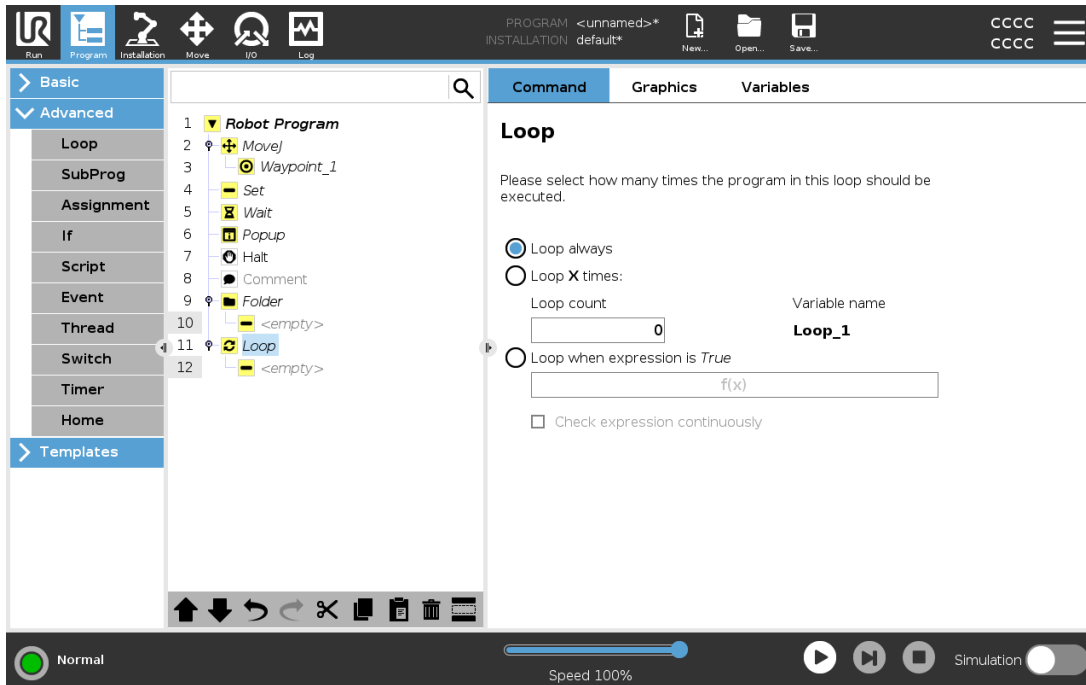 UR
Run
Program
Installation
Move
I/O
Log
PROGRAM <unnamed>*
INSTALLATION default*
New...
Open...
Save...
CCCC
CCCC
Basic
Advanced
Loop
SubProg
Assignment
If
Script
Event
Thread
Switch
Timer
Home
Templates
1 Robot Program
2 MoveJ
3 Waypoint_1
4 Set
5 Wait
6 Popup
7 Halt
8 Comment
9 Folder
10 <empty>
11 Loop
12 <empty>
Command Graphics Variables
Loop
Please select how many times the program in this loop should be
executed.
Loop always
Loop X times:
Loop count Variable name
0 Loop_1
Loop when expression is True
f(x)
Check expression continuously
Normal
Speed 100%
Simulation